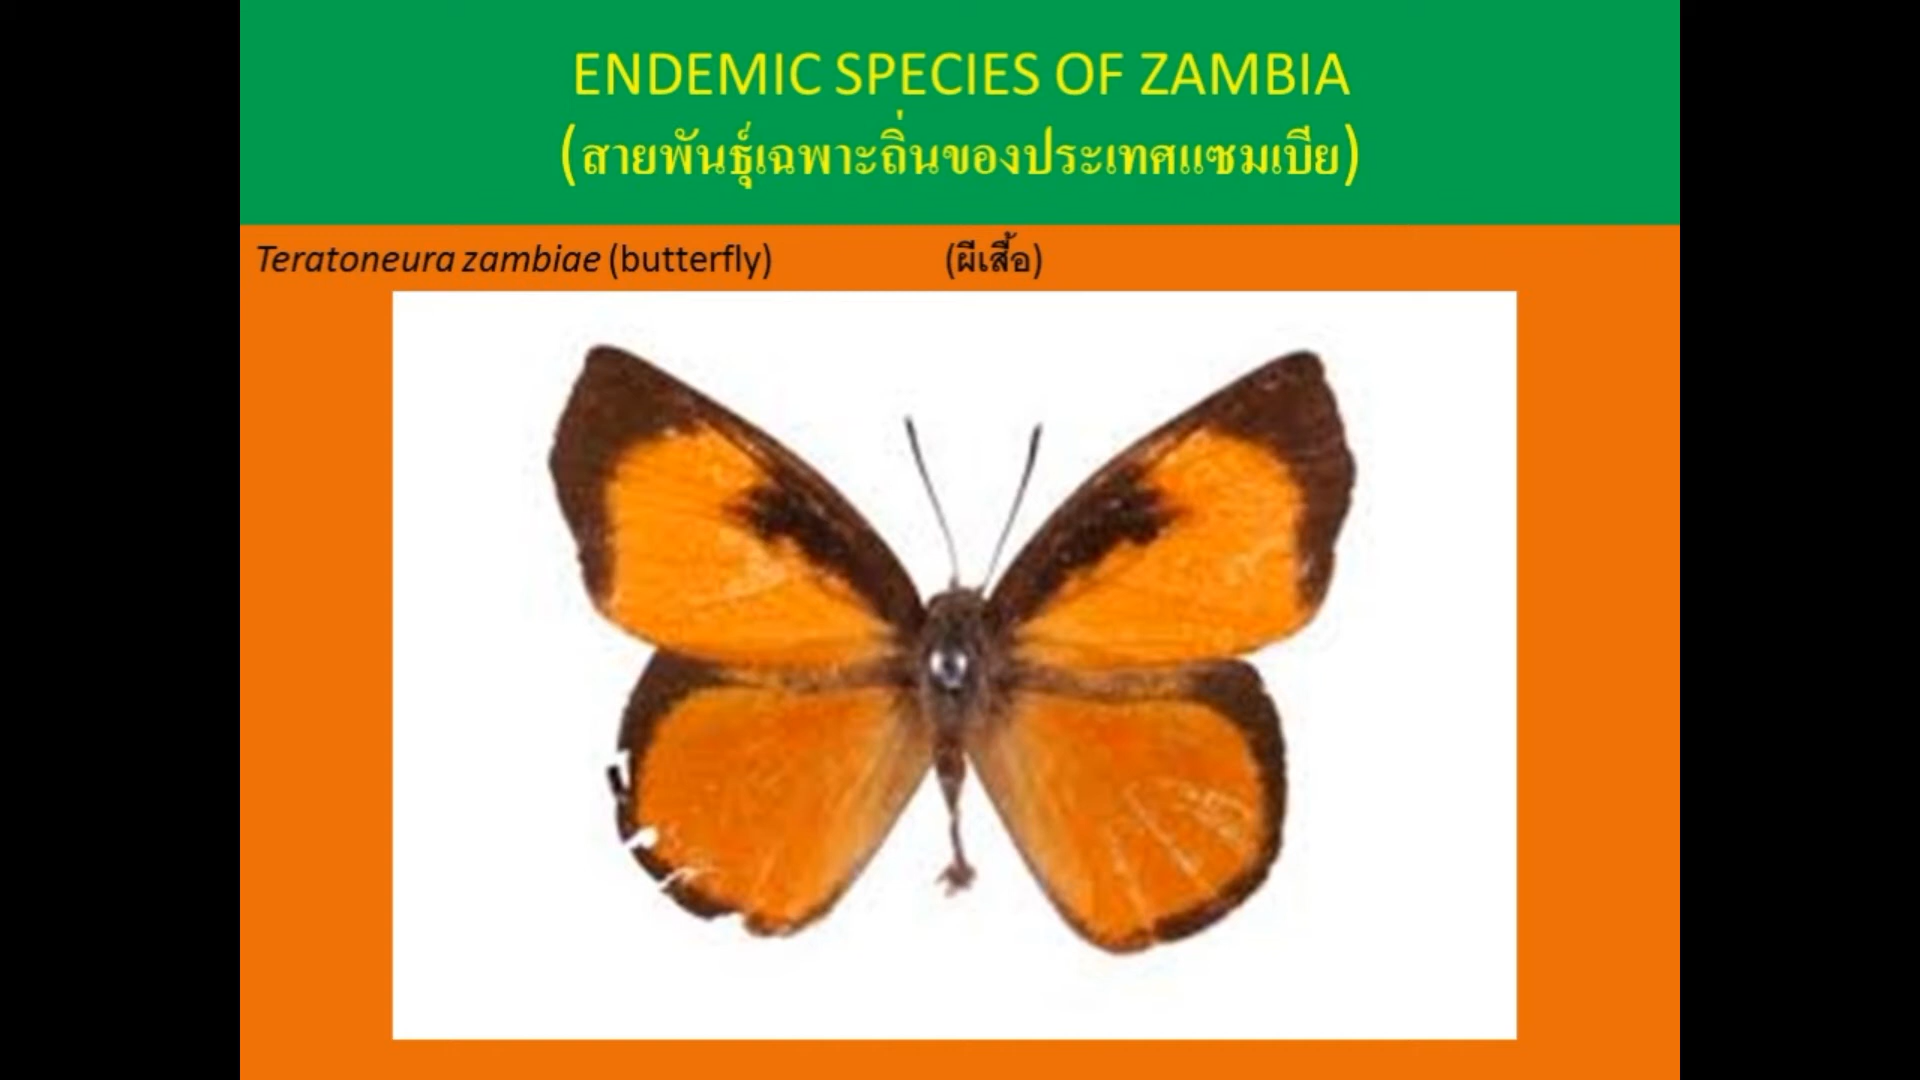 ENDEMIC SPECIES OF ZAMBIA
(สายพันธุ์เฉพาะถิ่นของประเทศแซมเบีย)
Teratoneura zambiae (butterfly) (ผีเสื้อ)